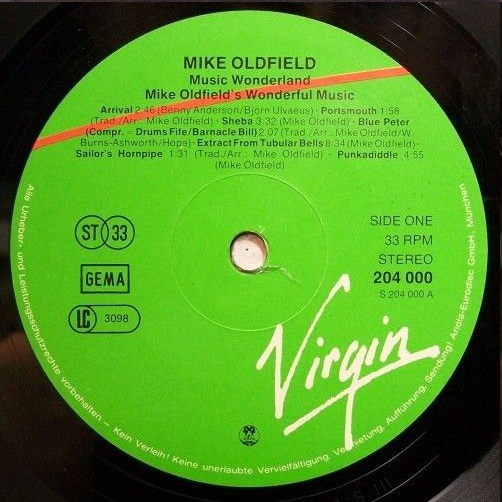 MIKE OLDFIELD
Music Wonderland
Mike Oldfield's Wonderful Music
Arrival 2.46 (Benny Anderson/Björn Ulvaeus) · Portsmouth 1:58
(Trad./Arr.: Mike Oldfield) · Sheba 3:32 (Mike Oldfield) · Blue Peter
(Compr. = Drums Fife/Barnacle Bill) 2.07 (Trad./Arr.: Mike Oldfield/W.
Burns-Ashworth/Hope) · Extract From Tubular Bells 8.34 (Mike Oldfield) ·
Sailor's Hornpipe 1:31 (Trad./Arr.: Mike Oldfield) · Punkadiddle 4:55
(Mike Oldfield)
SIDE ONE
33 RPM
STEREO
204 000
S 204 000 A
ST 33
GEMA
LC 3098
Virgin
Alle Urheber- und Leistungsschutzrechte vorbehalten – Kein Verleih! Keine unerlaubte Vervielfältigung, Vermietung, Aufführung, Sendung! Ariola-Eurodisc GmbH., München